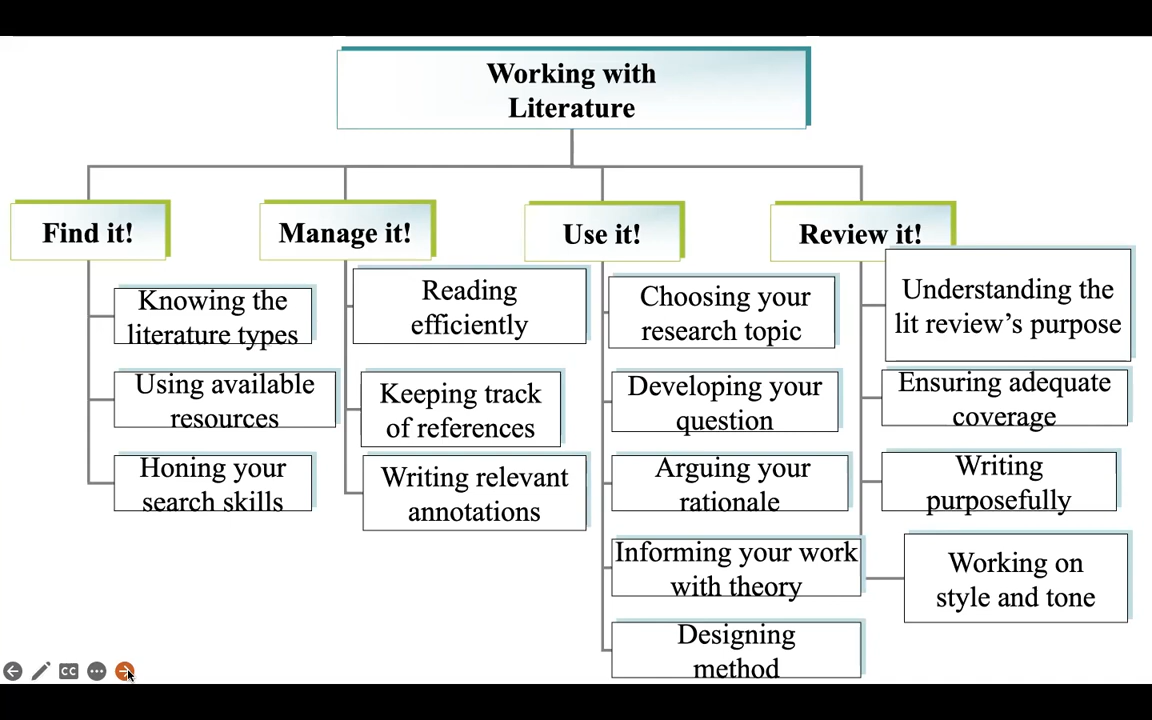 Working with
Literature
Find it!
Manage it!
Use it!
Review it!
Knowing the
literature types
Using available
resources
Honing your
search skills
Reading
efficiently
Keeping track
of references
Writing relevant
annotations
Choosing your
research topic
Developing your
question
Arguing your
rationale
Informing your work
with theory
Designing
method
Understanding the
lit review’s purpose
Ensuring adequate
coverage
Writing
purposefully
Working on
style and tone
CC